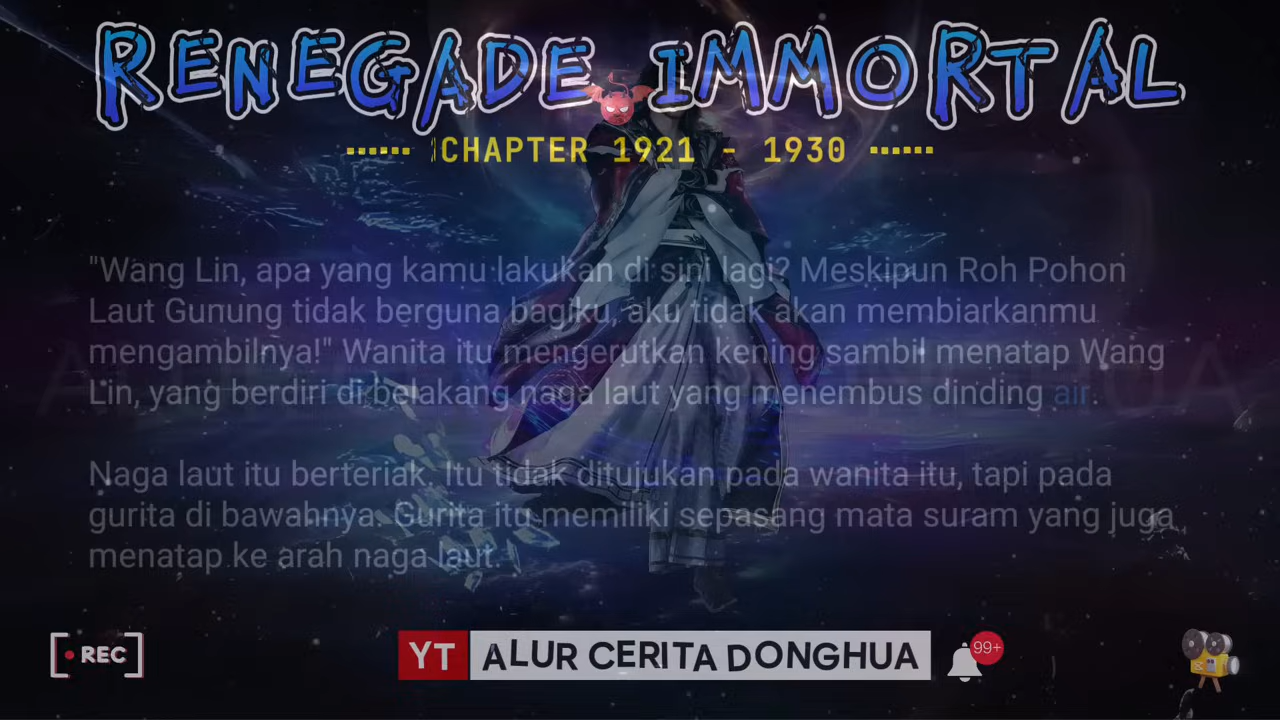 RENEGADE IMMORTAL
CHAPTER 1921 - 1930
"Wang Lin, apa yang kamu lakukan di sini lagi? Meskipun Roh Pohon
Laut Gunung tidak berguna bagiku, aku tidak akan membiarkanmu
mengambilnya!" Wanita itu mengerutkan kening sambil menatap Wang
Lin, yang berdiri di belakang naga laut yang menembus dinding air.
Naga laut itu berteriak. Itu tidak ditujukan pada wanita itu, tapi pada
gurita di bawahnya. Gurita itu memiliki sepasang mata suram yang juga
menatap ke arah naga laut.
REC
YT ALUR CERITA DONGHUA
99+